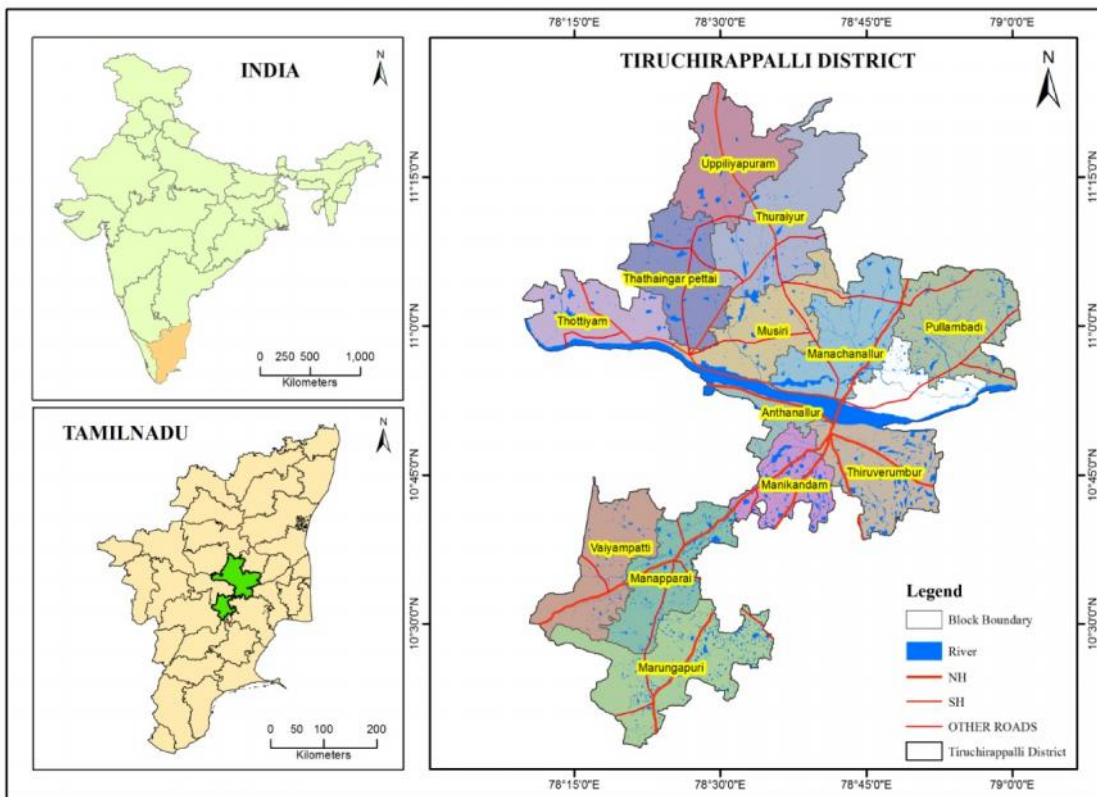 INDIA
N
0 250 500 1,000
Kilometers
TAMILNADU
N
0 50 100 200
Kilometers
78°15'0"E 78°30'0"E 78°45'0"E 79°0'0"E
TIRUCHIRAPPALLI DISTRICT
N
11°15'0"N
11°0'0"N
10°45'0"N
10°30'0"N
Uppiliyapuram
Thuraiyur
Thathaingar pettai
Thottiyam
Musiri
Pullambadi
Manachanallur
Anthanallur
Thiruverumbur
Manikandam
Vaiyampatti
Manapparai
Marungapuri
Legend
Block Boundary
River
NH
SH
OTHER ROADS
Tiruchirappalli District
78°15'0"E 78°30'0"E 78°45'0"E 79°0'0"E